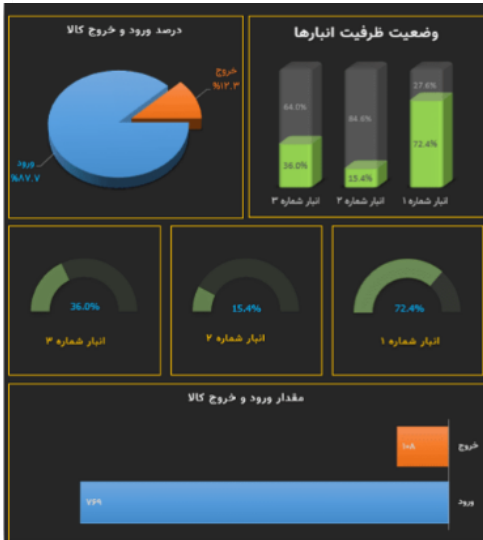 وضعیت ظرفیت انبارها
27.6%
84.6%
64.0%
72.4%
15.4%
36.0%
انبار شماره ۱
انبار شماره ۲
انبار شماره ۳
درصد ورود و خروج کالا
خروج
%۱۲.۳
ورود
%۸۷.۷
72.4%
انبار شماره ۱
15.4%
انبار شماره ۲
36.0%
انبار شماره ۳
مقدار ورود و خروج کالا
خروج
۱۰۸
ورود
۷۶۹